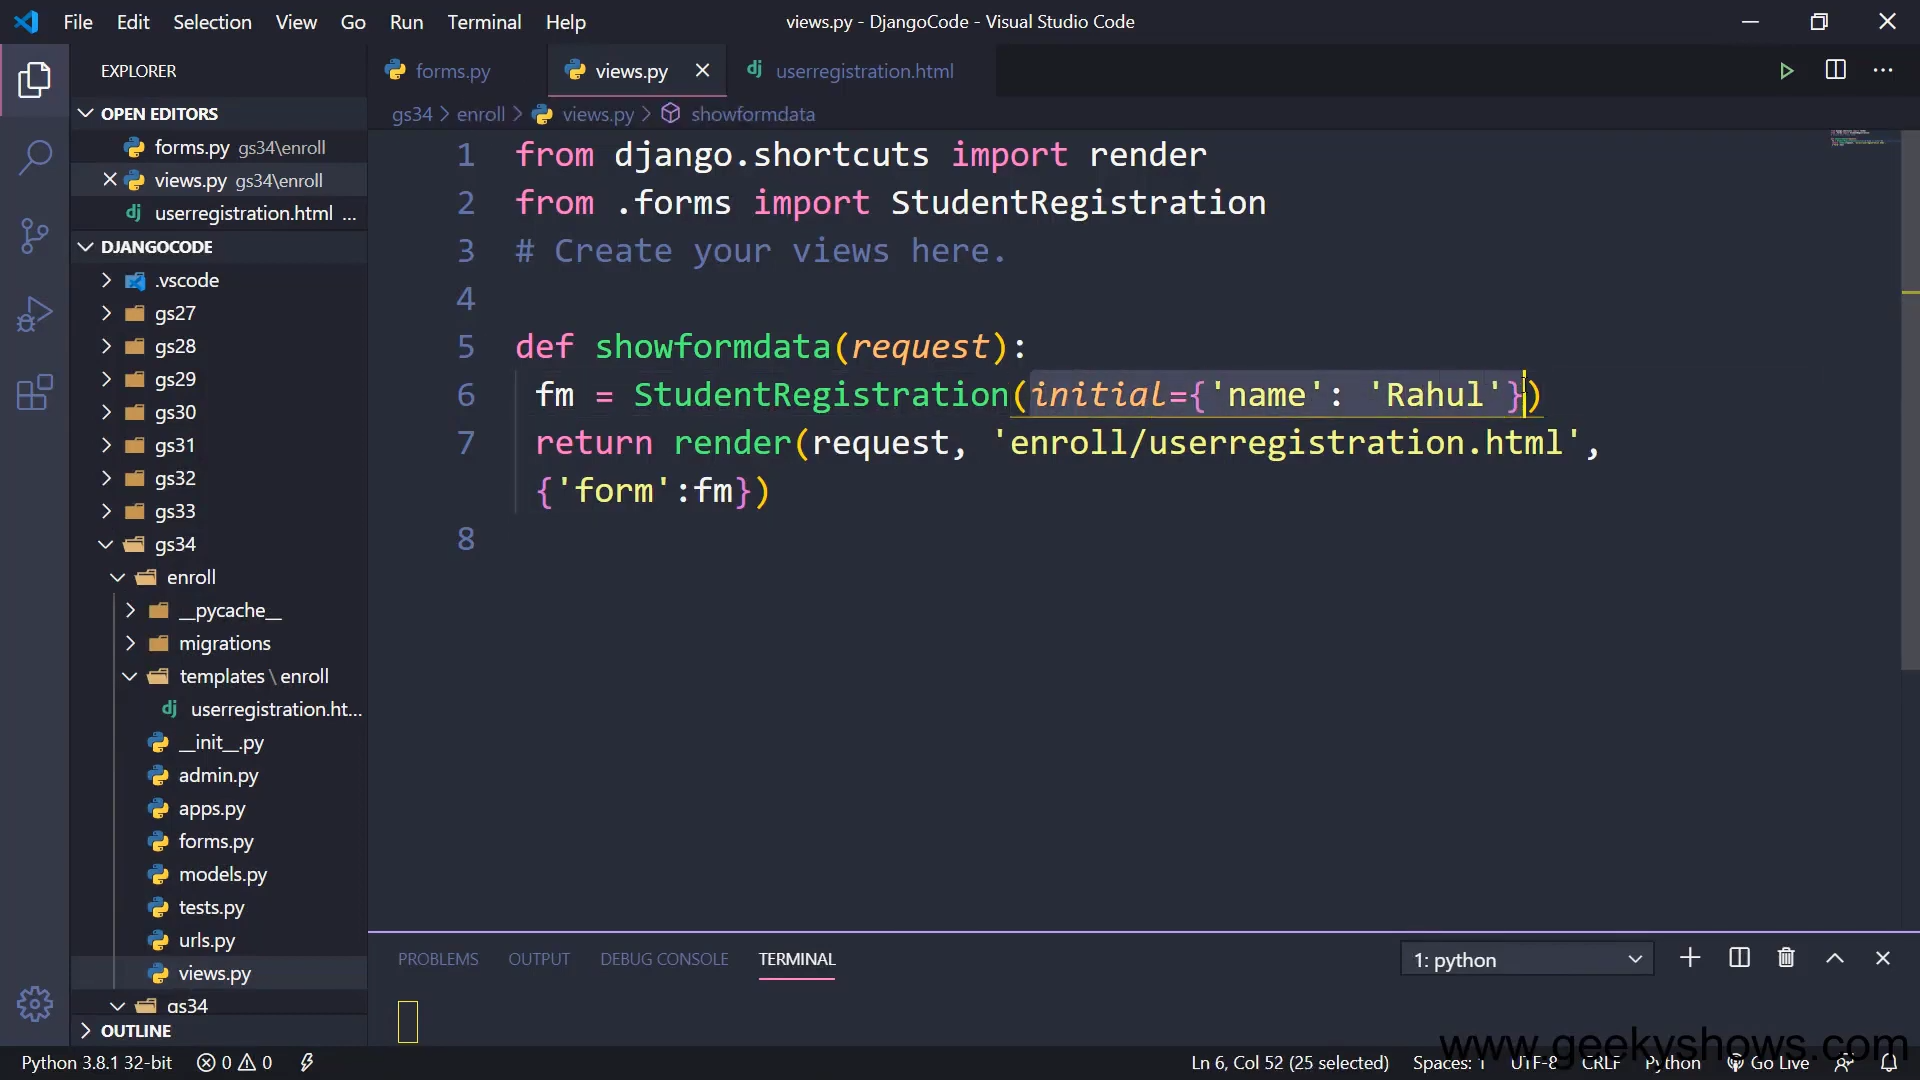 File Edit Selection View Go Run Terminal Help
views.py - DjangoCode - Visual Studio Code
EXPLORER
OPEN EDITORS
forms.py gs34\enroll
views.py gs34\enroll
userregistration.html ...
DJANGOCODE
.vscode
gs27
gs28
gs29
gs30
gs31
gs32
gs33
gs34
enroll
__pycache__
migrations
templates\enroll
userregistration.ht...
__init__.py
admin.py
apps.py
forms.py
models.py
tests.py
urls.py
views.py
gs34
OUTLINE
forms.py views.py userregistration.html
gs34 > enroll > views.py > showformdata
1 from django.shortcuts import render
2 from .forms import StudentRegistration
3 # Create your views here.
4
5 def showformdata(request):
6 fm = StudentRegistration(initial={'name': 'Rahul'})
7 return render(request, 'enroll/userregistration.html',
{'form':fm})
8
PROBLEMS OUTPUT DEBUG CONSOLE TERMINAL
1: python
www.geekyshows.com
Python 3.8.1 32-bit 0 0
Ln 6, Col 52 (25 selected) Spaces: 1 UTF-8 CRLF Python Go Live